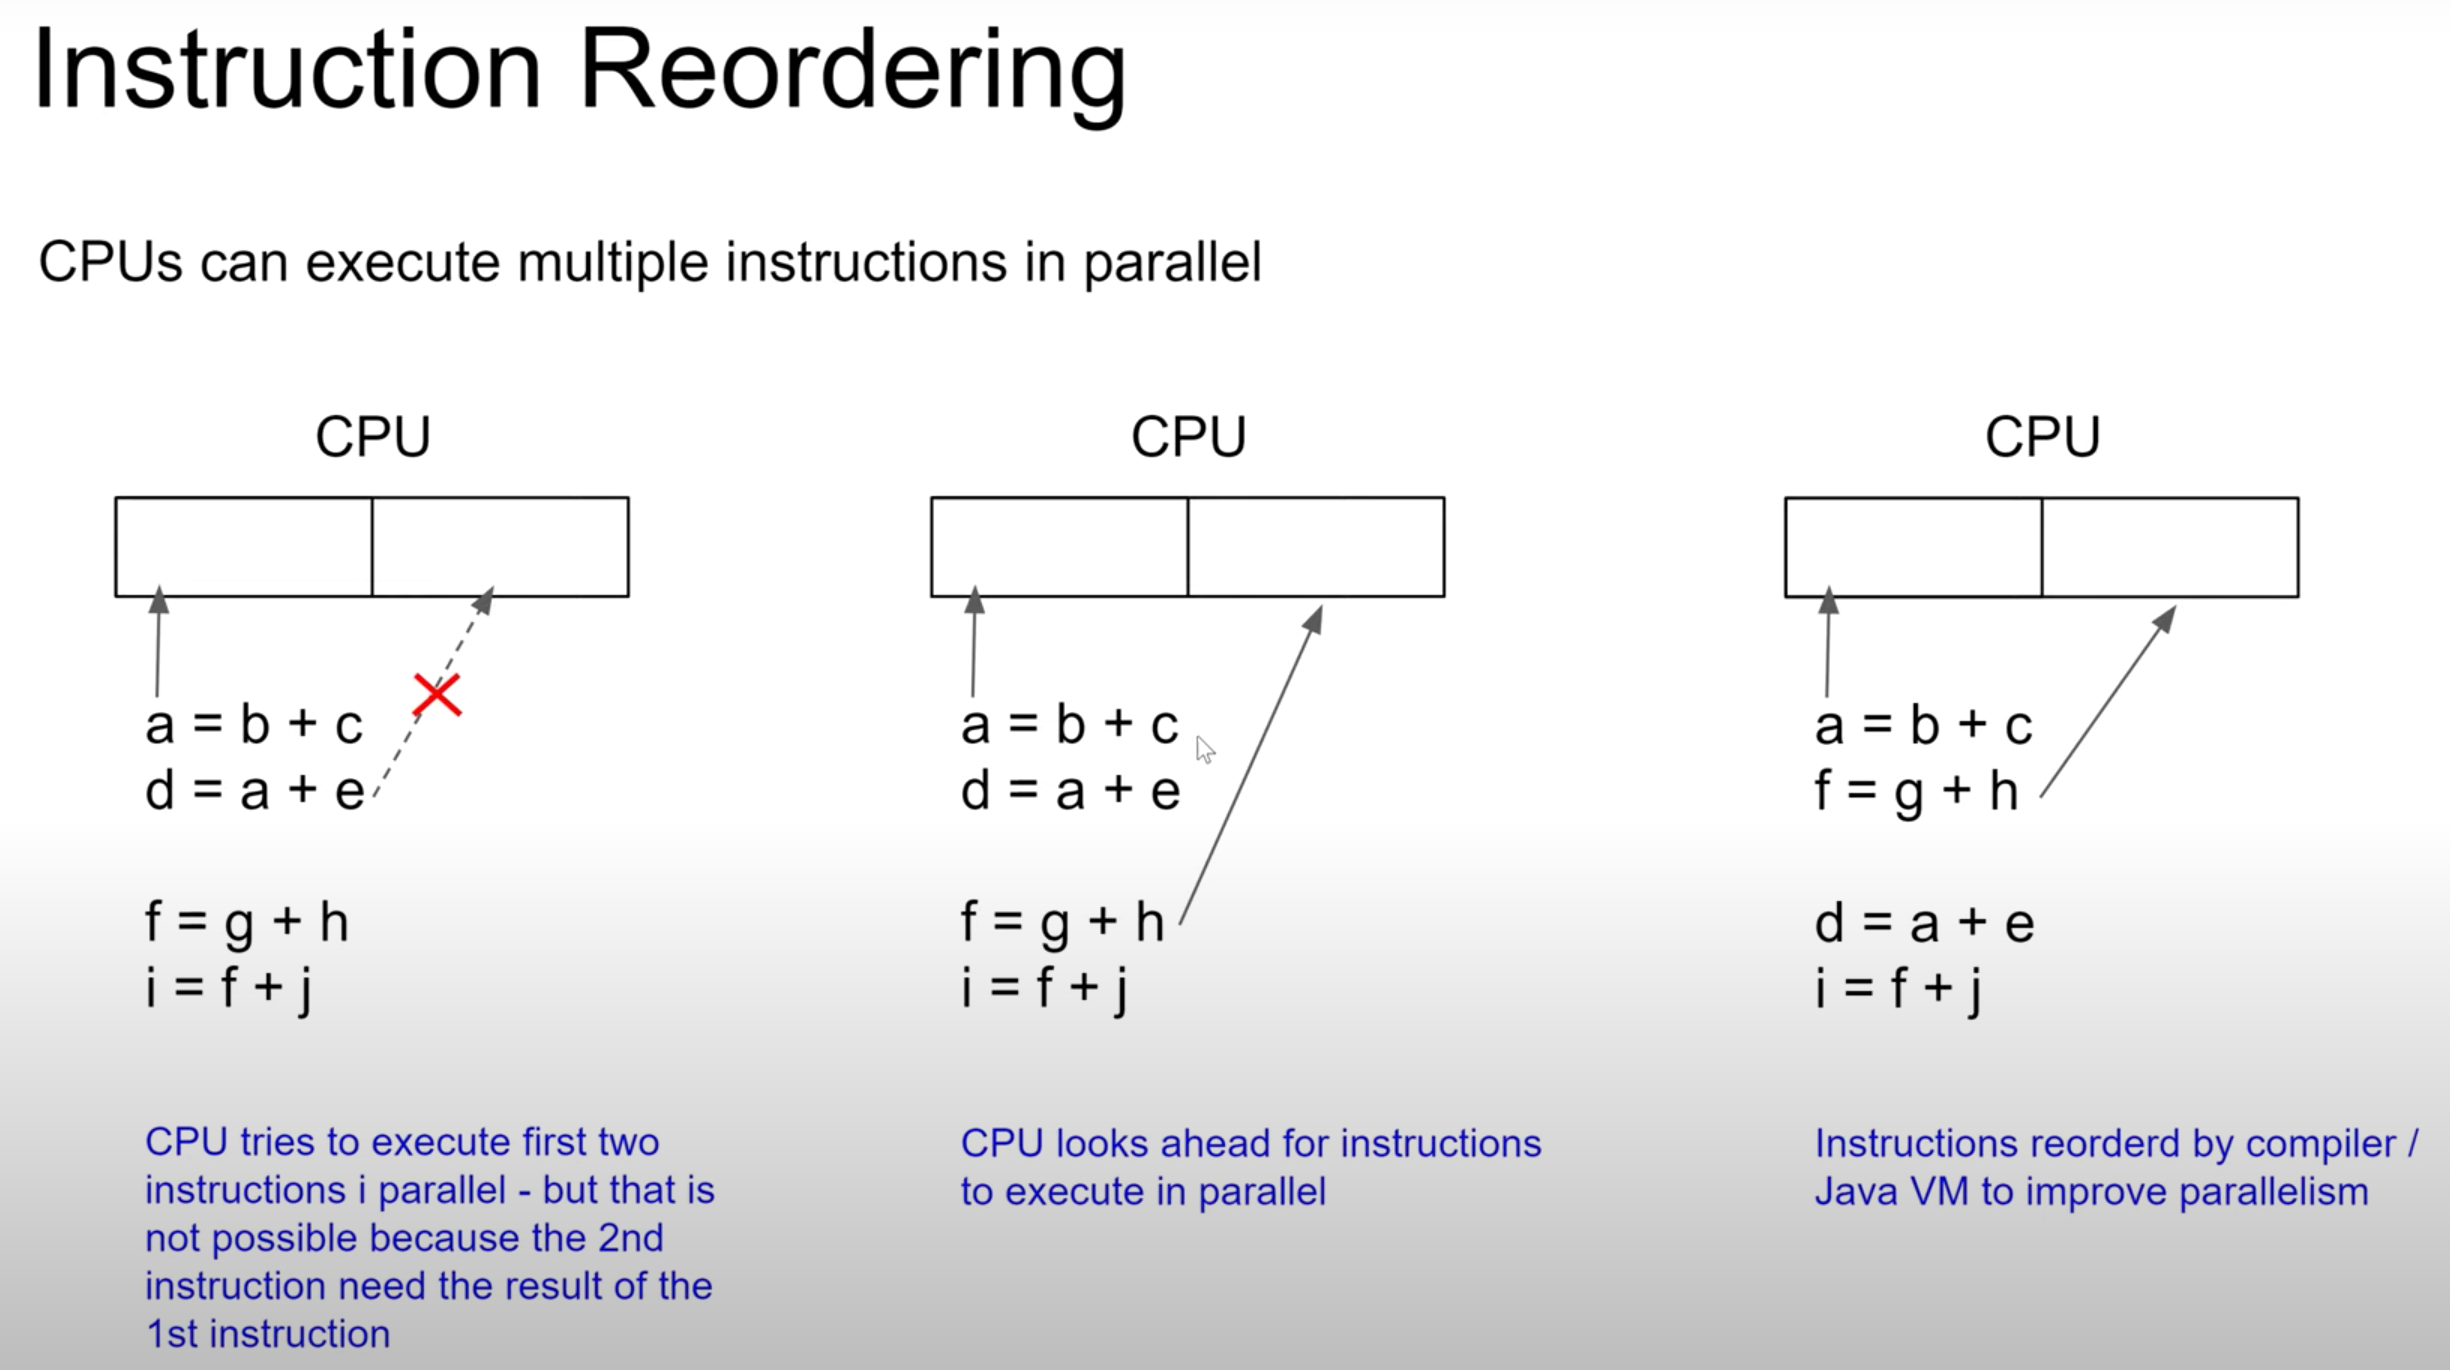 Instruction Reordering
CPUs can execute multiple instructions in parallel
CPU
a = b + c
d = a + e
f = g + h
i = f + j
CPU tries to execute first two
instructions i parallel - but that is
not possible because the 2nd
instruction need the result of the
1st instruction
CPU
a = b + c
d = a + e
f = g + h
i = f + j
CPU looks ahead for instructions
to execute in parallel
CPU
a = b + c
f = g + h
d = a + e
i = f + j
Instructions reorderd by compiler /
Java VM to improve parallelism